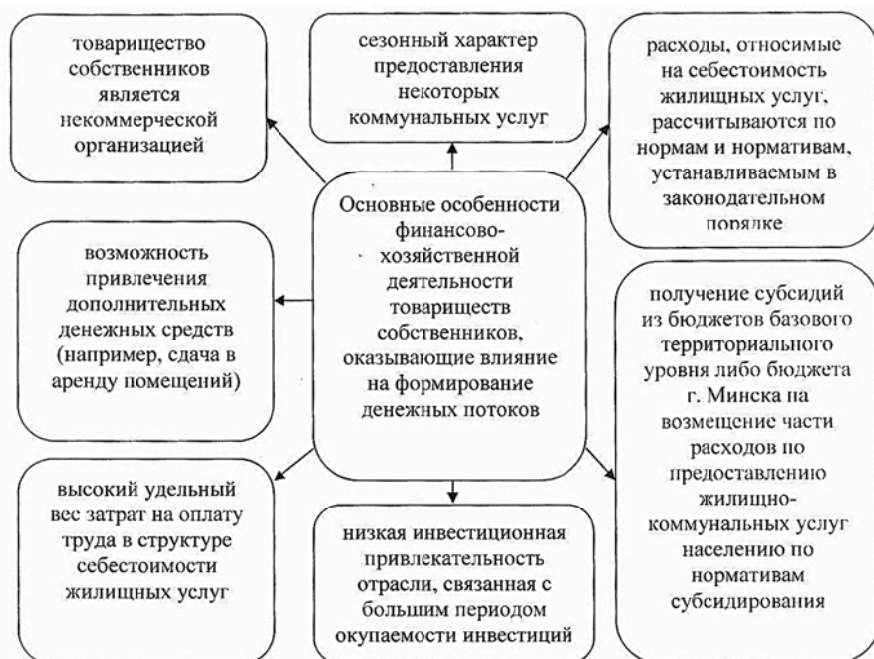 товарищество
собственников
является
некоммерческой
организацией
сезонный характер
предоставления
некоторых
коммунальных услуг
расходы, относимые
на себестоимость
жилищных услуг,
рассчитываются по
нормам и нормативам,
устанавливаемым в
законодательном
порядке
Основные особенности
финансово-
хозяйственной
деятельности
товариществ
собственников,
оказывающие влияние
на формирование
денежных потоков
возможность
привлечения
дополнительных
денежных средств
(например, сдача в
аренду помещений)
получение субсидий
из бюджетов базового
территориального
уровня либо бюджета
г. Минска на
возмещение части
расходов по
предоставлению
жилищно-
коммунальных услуг
населению по
нормативам
субсидирования
высокий удельный
вес затрат на оплату
труда в структуре
себестоимости
жилищных услуг
низкая инвестиционная
привлекательность
отрасли, связанная с
большим периодом
окупаемости инвестиций